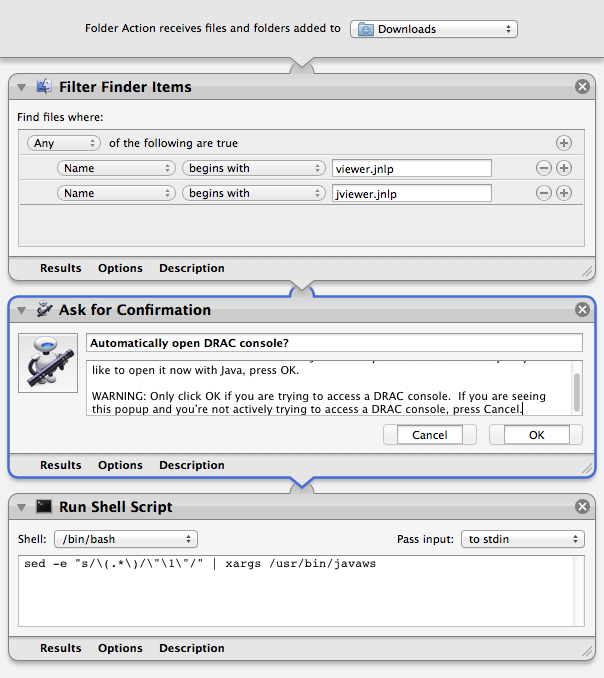 Folder Action receives files and folders added to Downloads
Filter Finder Items
Find files where:
Any of the following are true
Name begins with viewer.jnlp
Name begins with jviewer.jnlp
Results Options Description
Ask for Confirmation
Automatically open DRAC console?
like to open it now with Java, press OK.
WARNING: Only click OK if you are trying to access a DRAC console.  If you are seeing
this popup and you're not actively trying to access a DRAC console, press Cancel.
Cancel OK
Results Options Description
Run Shell Script
Shell: /bin/bash Pass input: to stdin
sed -e "s/\(.*\)/\"\1\"/" | xargs /usr/bin/javaws
Results Options Description